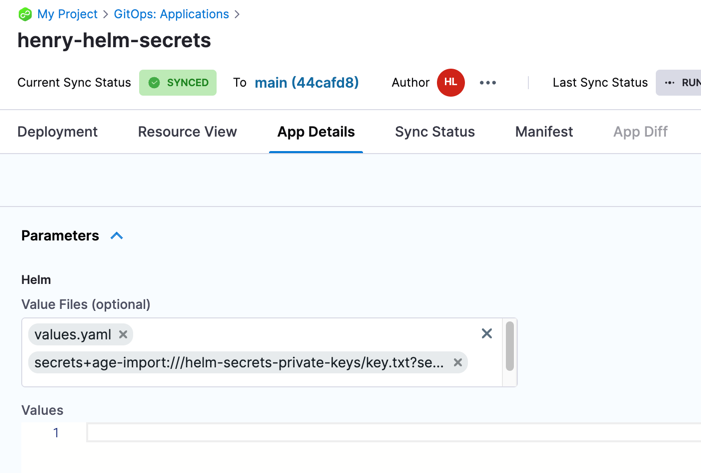 My Project > GitOps: Applications >
henry-helm-secrets
Current Sync Status SYNCED To main (44cafd8) Author HL Last Sync Status RUN
Deployment Resource View App Details Sync Status Manifest App Diff
Parameters
Helm
Value Files (optional)
values.yaml
secrets+age-import:///helm-secrets-private-keys/key.txt?se...
Values
1